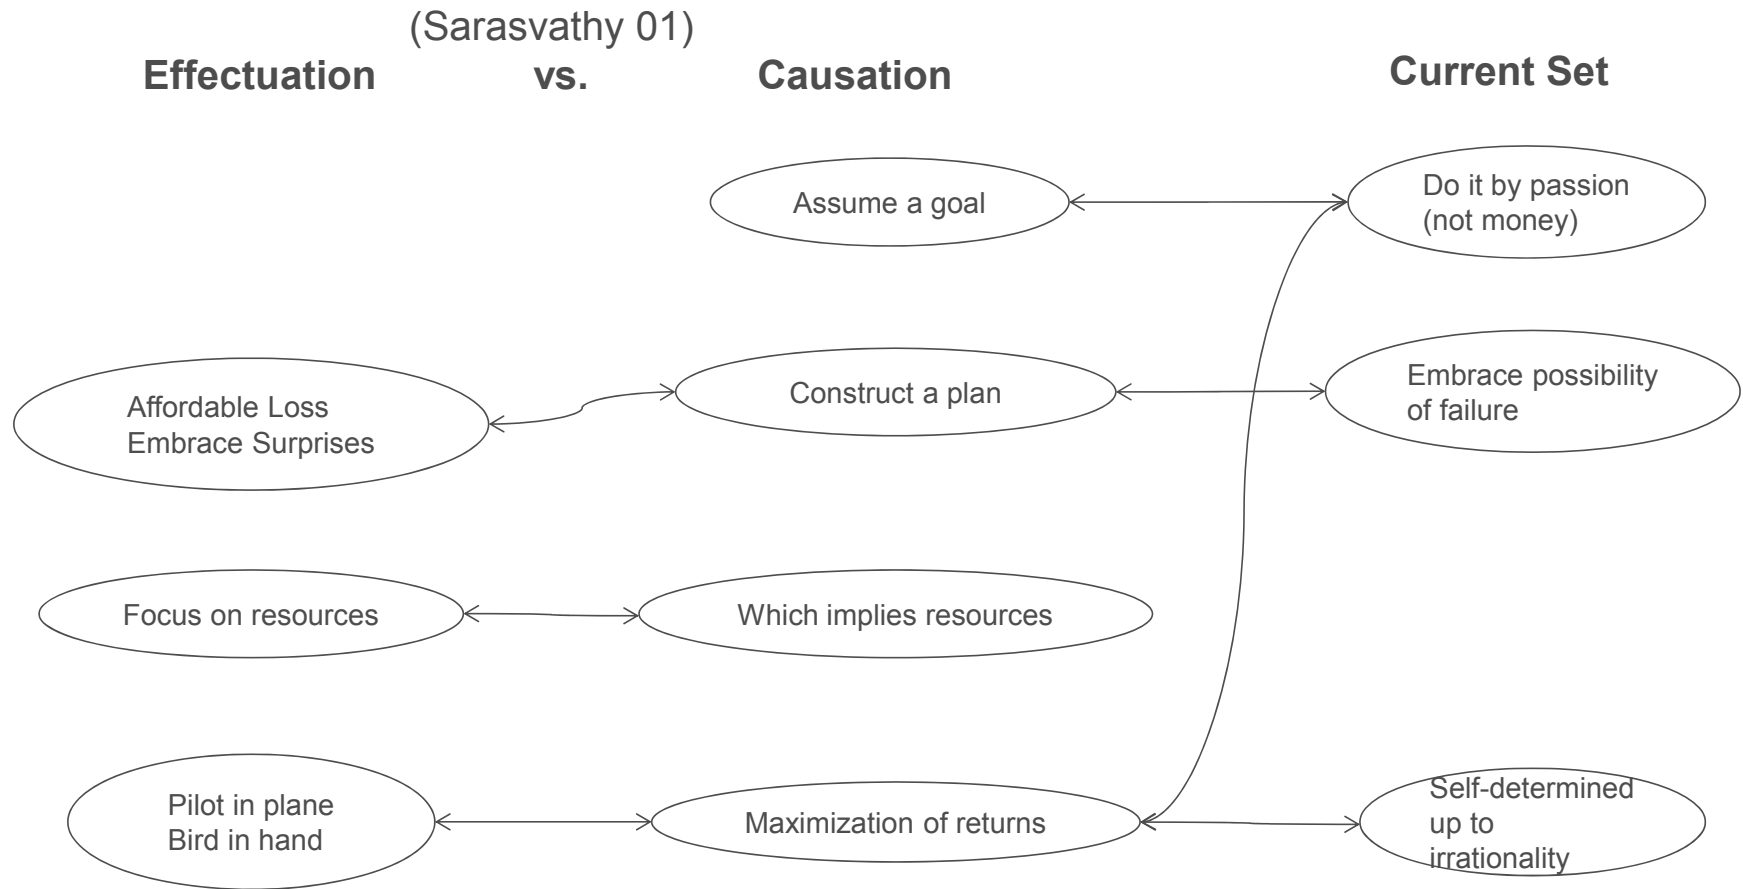 (Sarasvathy 01)
Effectuation vs. Causation Current Set
Assume a goal
Do it by passion
(not money)
Affordable Loss
Embrace Surprises
Construct a plan
Embrace possibility
of failure
Focus on resources
Which implies resources
Pilot in plane
Bird in hand
Maximization of returns
Self-determined
up to
irrationality